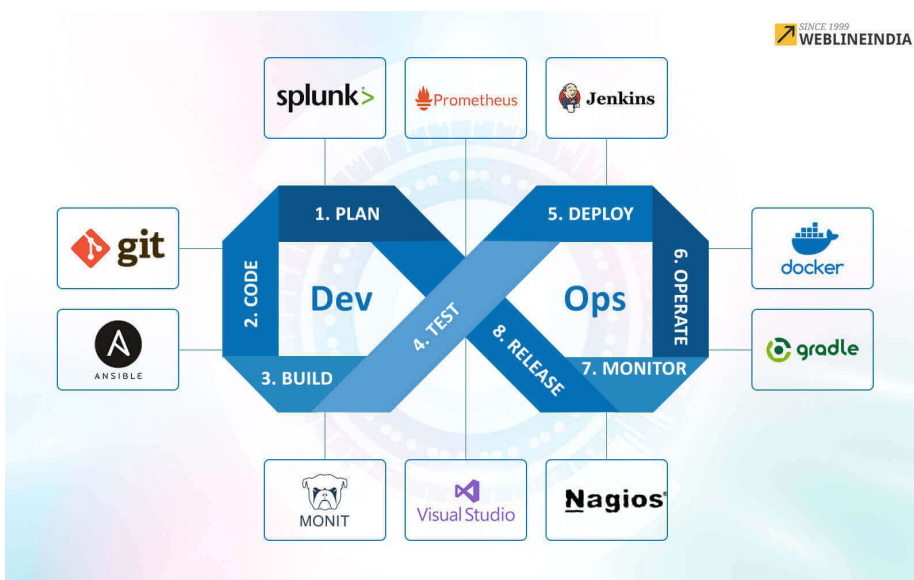 SINCE 1999
WEBLINEINDIA
splunk>
Prometheus
Jenkins
1. PLAN
5. DEPLOY
git
2. CODE
Dev
4. TEST
Ops
6. OPERATE
docker
ANSIBLE
3. BUILD
8. RELEASE
7. MONITOR
gradle
MONIT
Visual Studio
Nagios®